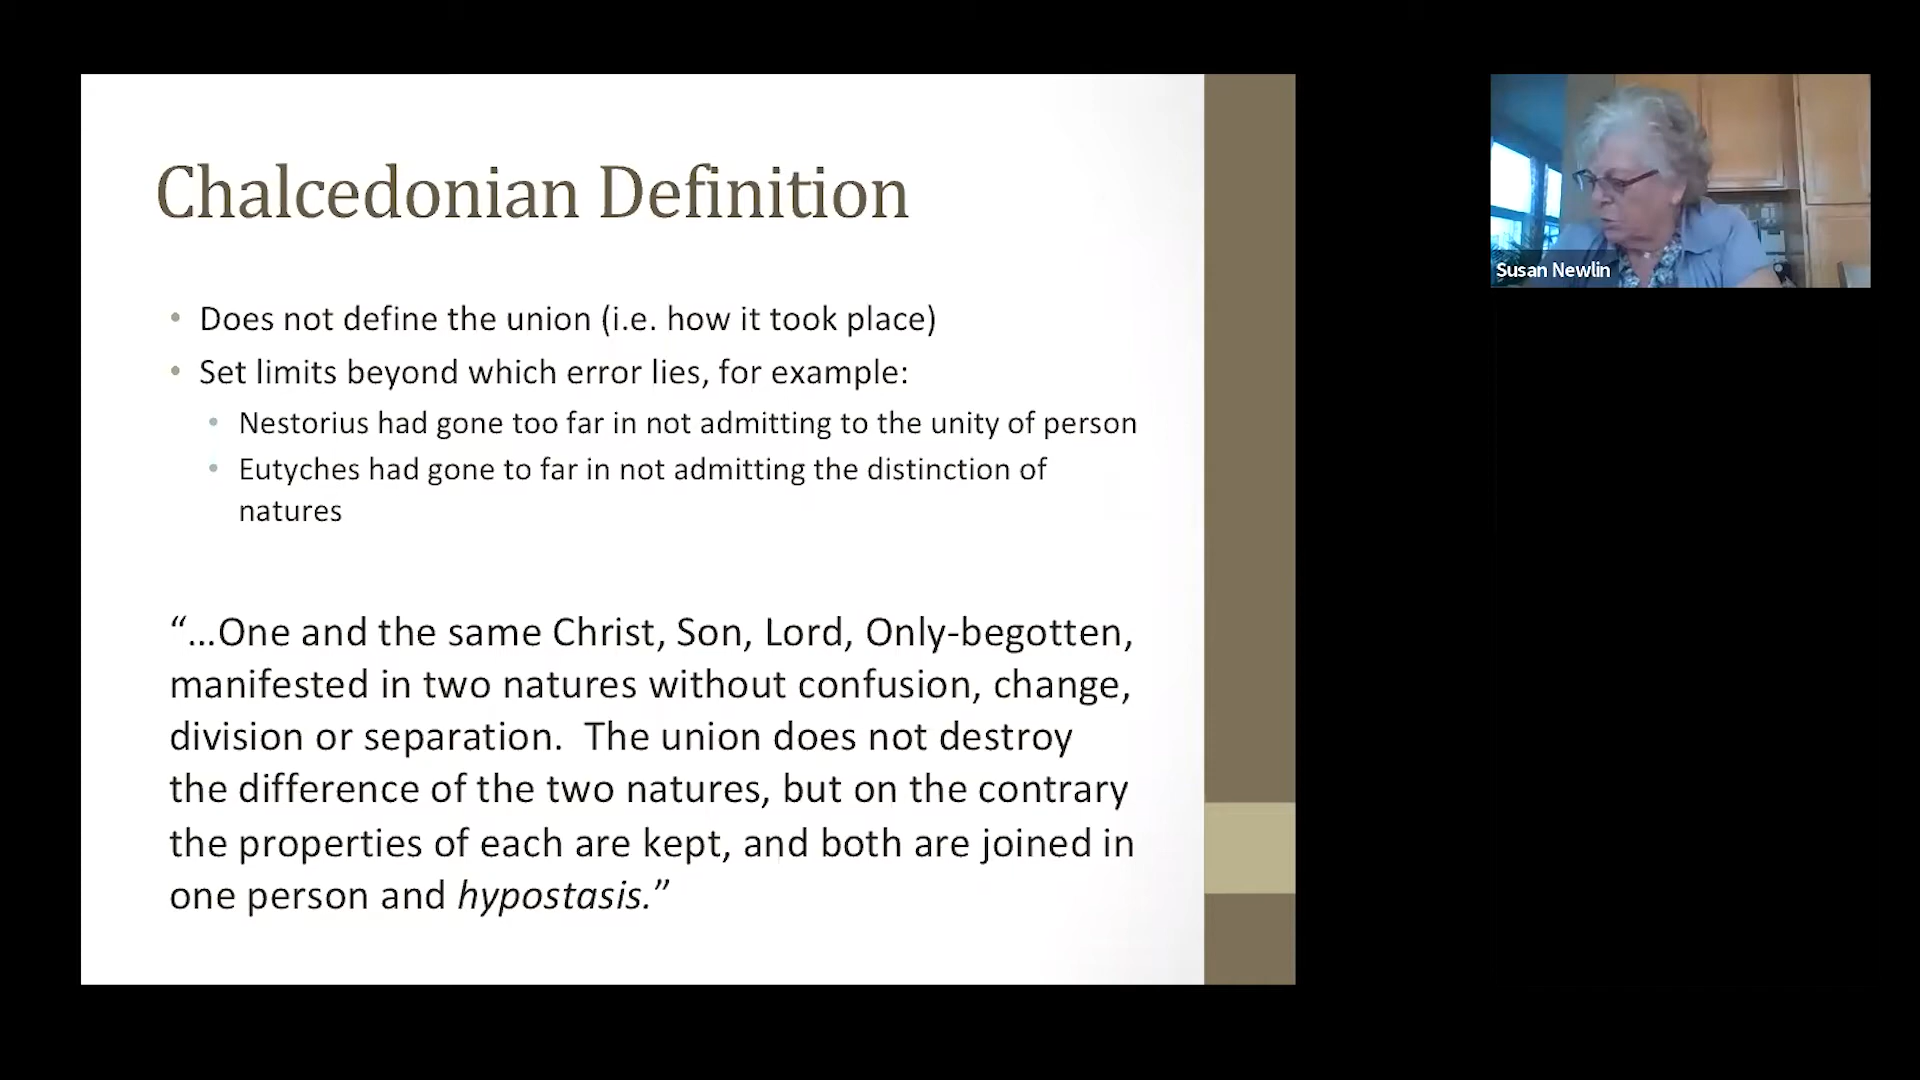 Chalcedonian Definition
• Does not define the union (i.e. how it took place)
• Set limits beyond which error lies, for example:
• Nestorius had gone too far in not admitting to the unity of person
• Eutyches had gone to far in not admitting the distinction of
natures
“…One and the same Christ, Son, Lord, Only-begotten,
manifested in two natures without confusion, change,
division or separation.  The union does not destroy
the difference of the two natures, but on the contrary
the properties of each are kept, and both are joined in
one person and hypostasis.”
Susan Newlin